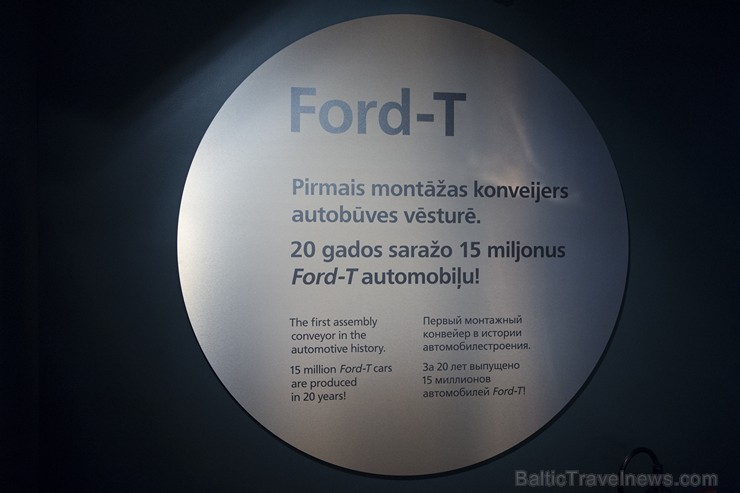 Ford-T
Pirmais montāžas konveijers
autobūves vēsturē.
20 gados saražo 15 miljonus
Ford-T automobiļu!
The first assembly
conveyor in the
automotive history.
15 million Ford-T cars
are produced
in 20 years!
Первый монтажный
конвейер в истории
автомобилестроения.
За 20 лет выпущено
15 миллионов
автомобилей Ford-T!
BalticTravelnews.com